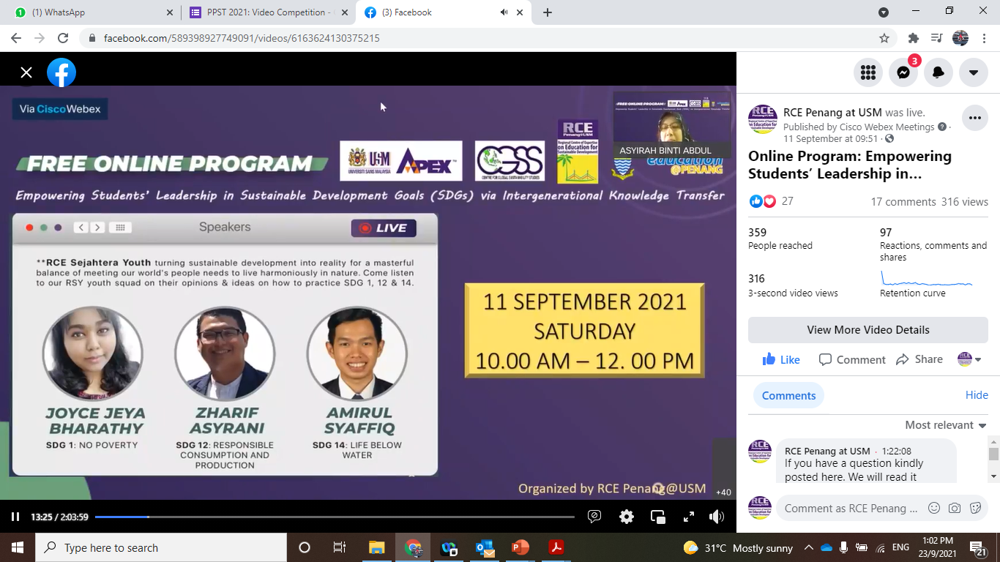 (1) WhatsApp
PPST 2021: Video Competition -
(3) Facebook
facebook.com/589398927749091/videos/6163624130375215
Via Cisco Webex
FREE ONLINE PROGRAM
USM
UNIVERSITI SAINS MALAYSIA
APEX™
CGSS
CENTRE FOR GLOBAL SUSTAINABILITY STUDIES
RCE
Penang@USM
Regional Centre of Expertise
on Education for
Sustainable Development
ASYIRAH BINTI ABDUL
education
@PENANG
Empowering Students' Leadership in Sustainable Development Goals (SDGs) via Intergenerational Knowledge Transfer
Speakers
LIVE
**RCE Sejahtera Youth turning sustainable development into reality for a masterful
balance of meeting our world's people needs to live harmoniously in nature. Come listen
to our RSY youth squad on their opinions & ideas on how to practice SDG 1, 12 & 14.
JOYCE JEYA
BHARATHY
SDG 1: NO POVERTY
ZHARIF
ASYRANI
SDG 12: RESPONSIBLE
CONSUMPTION AND
PRODUCTION
AMIRUL
SYAFFIQ
SDG 14: LIFE BELOW
WATER
11 SEPTEMBER 2021
SATURDAY
10.00 AM – 12. 00 PM
Organized by RCE Penang@USM
+40
13:25 / 2:03:59
3
RCE Penang at USM was live.
Published by Cisco Webex Meetings ·
11 September at 09:51 ·
Online Program: Empowering
Students' Leadership in...
27
17 comments 316 views
359
People reached
97
Reactions, comments and
shares
316
3-second video views
Retention curve
View More Video Details
Like
Comment
Share
Comments
Hide
Most relevant
RCE Penang at USM · 1:22:08
If you have a question kindly
posted here. We will read it
Comment as RCE Penang ...
Type here to search
31°C Mostly sunny
ENG
1:02 PM
23/9/2021
21